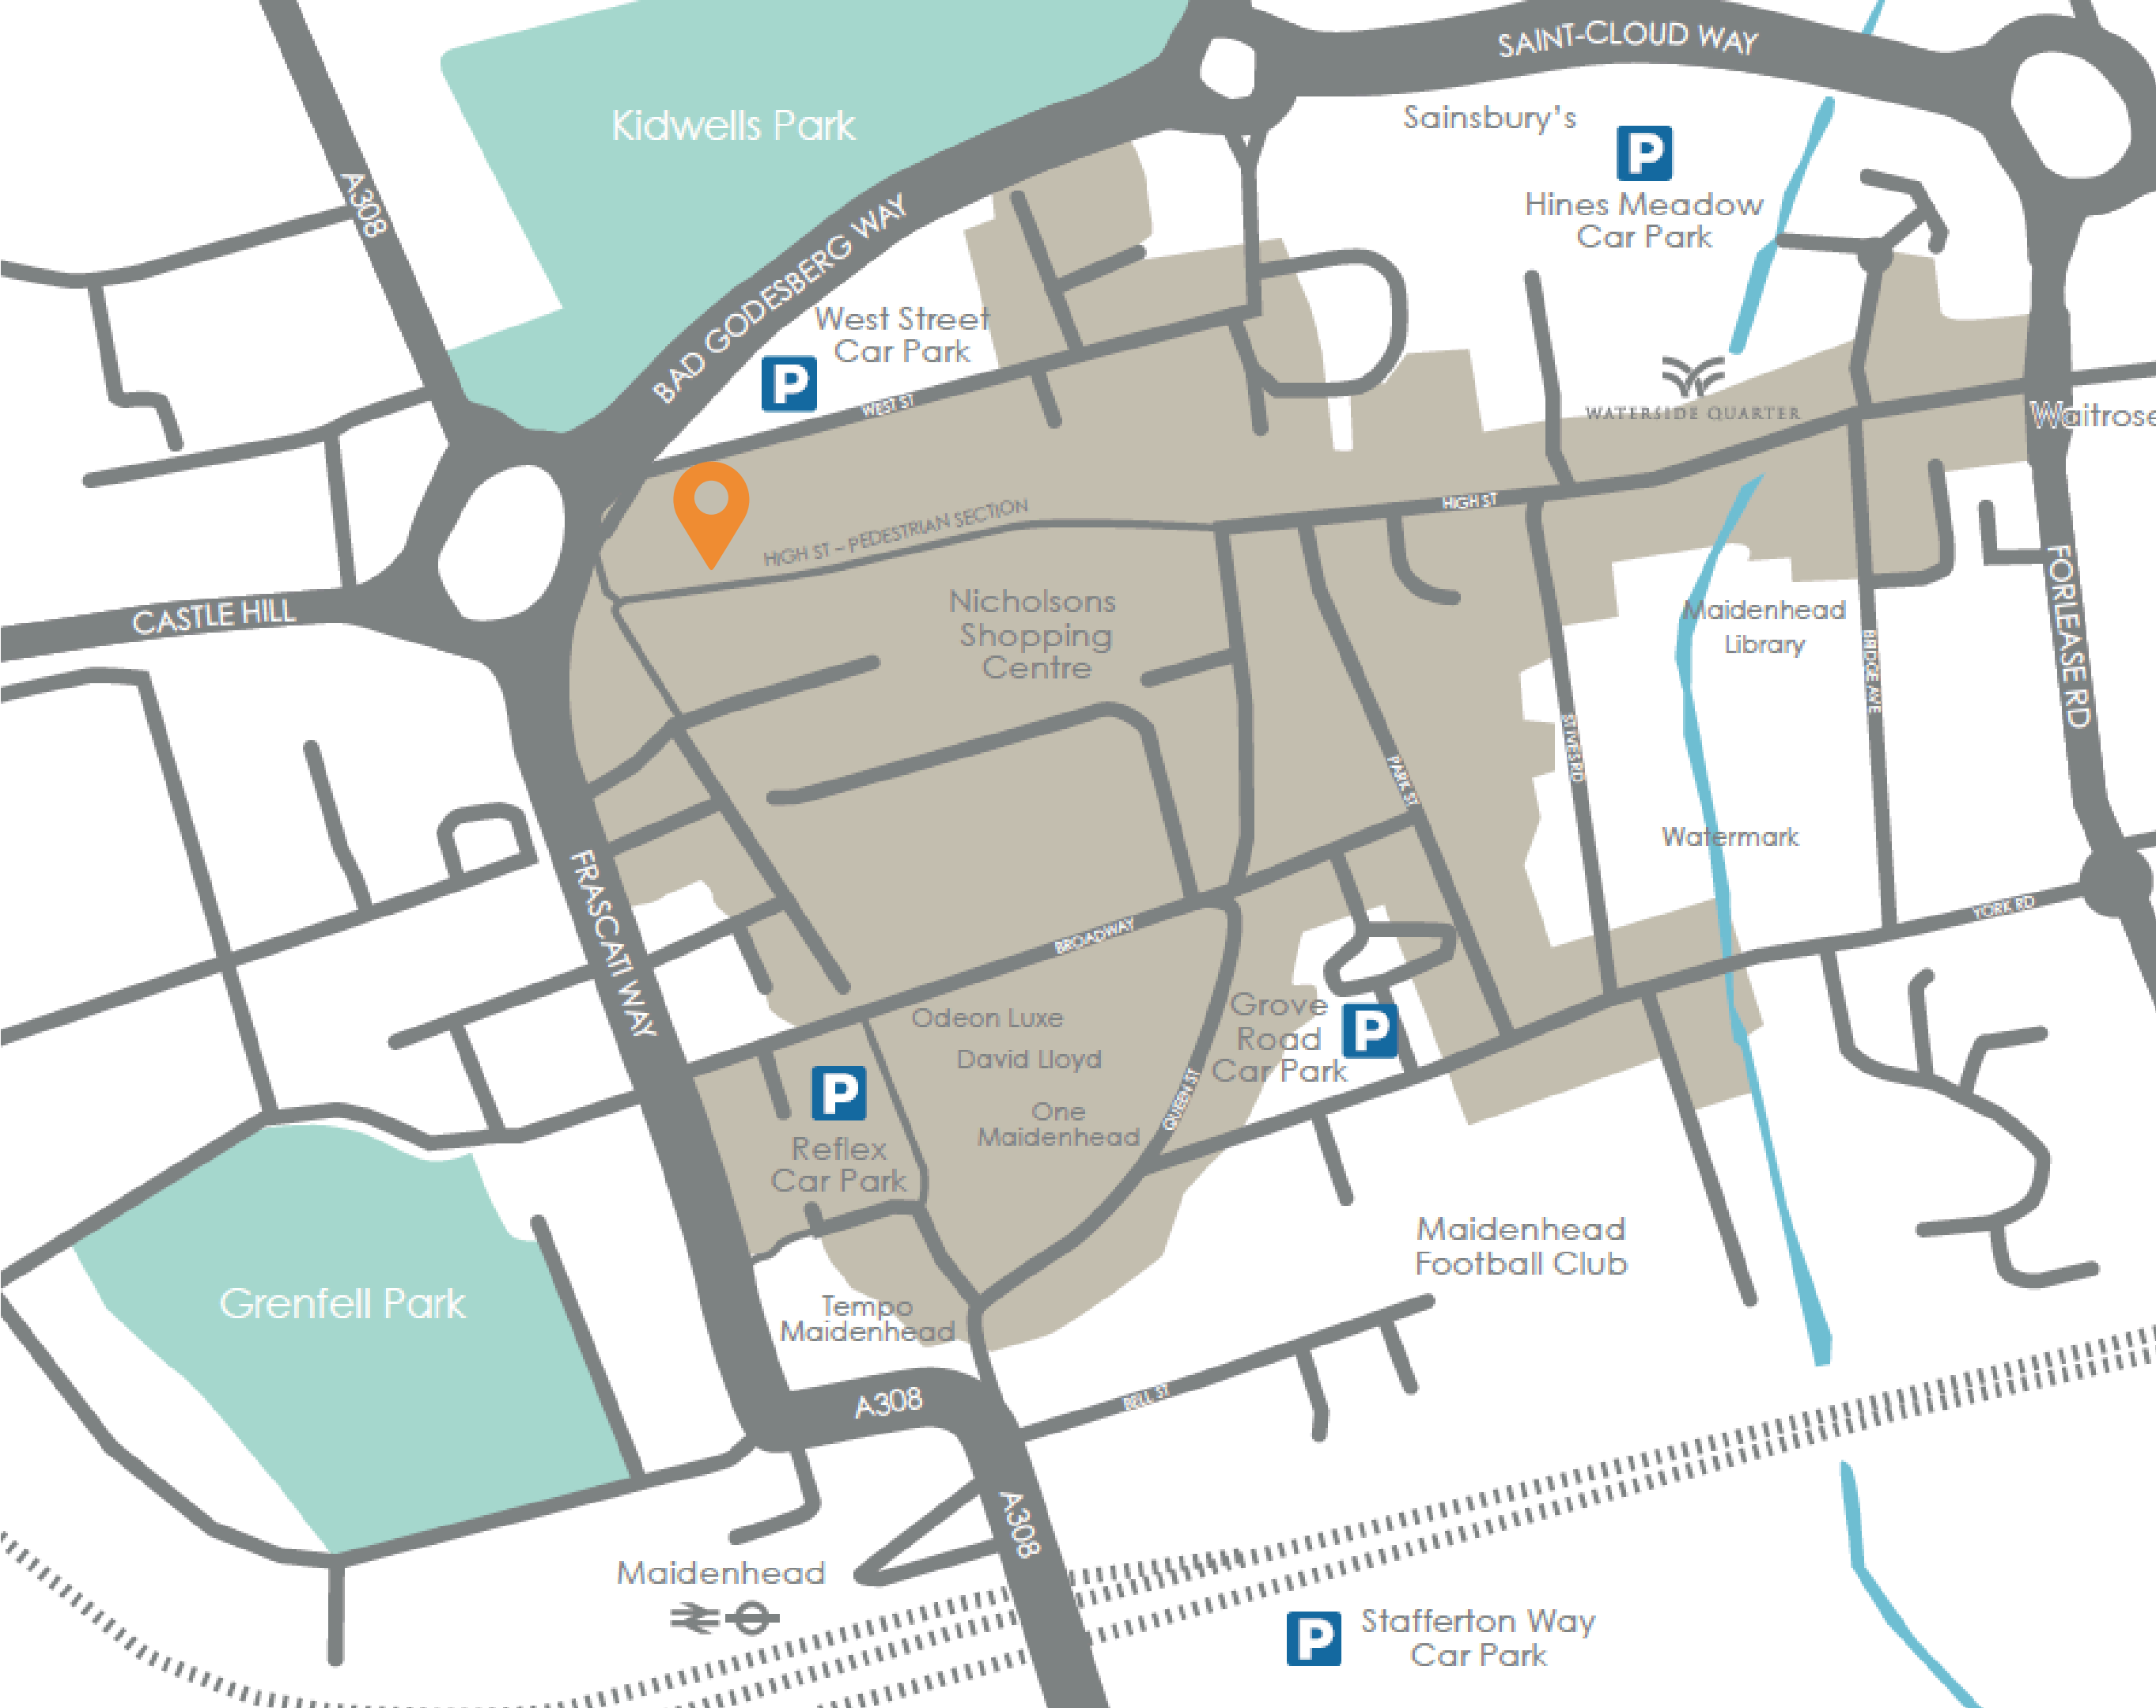 SAINT-CLOUD WAY
Kidwells Park
Sainsbury's
P
Hines Meadow
Car Park
A308
BAD GODESBERG WAY
West Street
Car Park
P
WEST ST
WATERSIDE QUARTER
Waitrose
HIGH ST – PEDESTRIAN SECTION
HIGH ST
CASTLE HILL
Nicholsons
Shopping
Centre
Maidenhead
Library
BRIDGE AVE
FORLEASE RD
ST IVES RD
PARK ST
Watermark
FRASCATI WAY
BROADWAY
YORK RD
Odeon Luxe
David Lloyd
One
Maidenhead
Grove
Road
Car Park
P
QUEEN ST
P
Reflex
Car Park
Maidenhead
Football Club
Grenfell Park
Tempo
Maidenhead
A308
BELL ST
A308
Maidenhead
P
Stafferton Way
Car Park